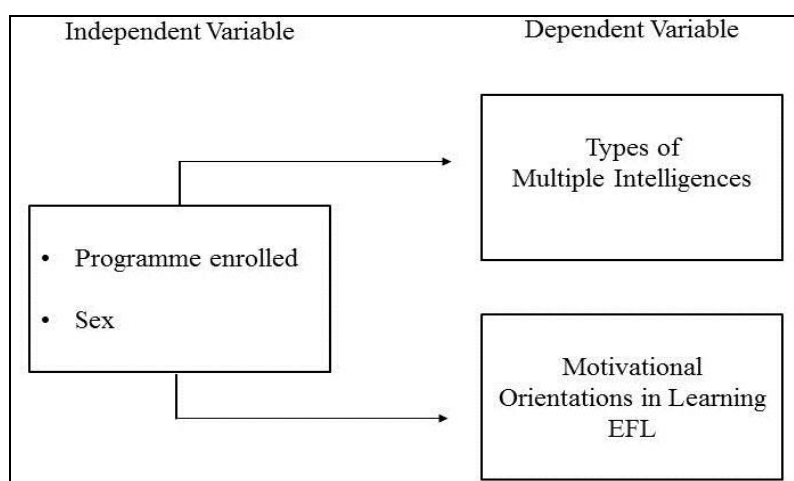 Independent Variable
Dependent Variable
Types of
Multiple Intelligences
• Programme enrolled
• Sex
Motivational
Orientations in Learning
EFL